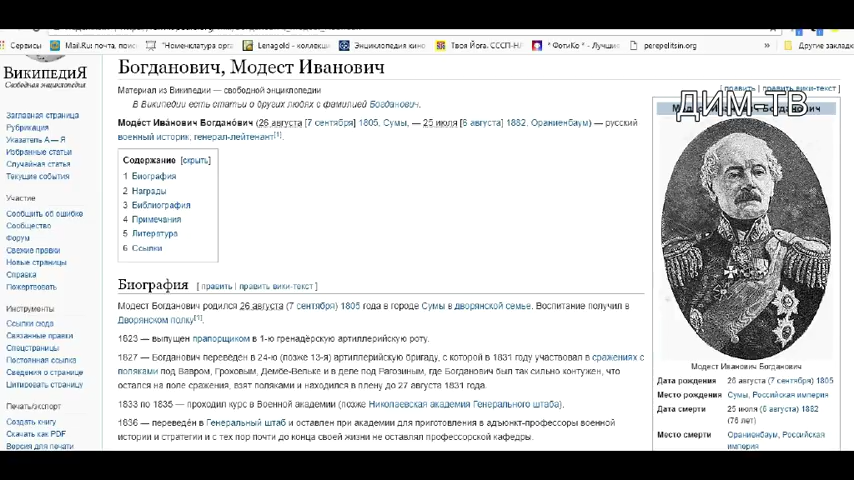 Сервисы
Mail.Ru: почта, поиск
"Номенклатура орга
Lenagold - коллекци
Энциклопедия кино
Твоя Йога. СССП-НЛ
* ФотиКо * - Лучшие
perepelitsin.org
»
Другие заклад
ВикипедиЯ
Свободная энциклопедия
Заглавная страница
Рубрикация
Указатель А — Я
Избранные статьи
Случайная статья
Текущие события
Участие
Сообщить об ошибке
Сообщество
Форум
Свежие правки
Новые страницы
Справка
Пожертвовать
Инструменты
Ссылки сюда
Связанные правки
Спецстраницы
Постоянная ссылка
Сведения о странице
Цитировать страницу
Печать/экспорт
Создать книгу
Скачать как PDF
Версия для печати
Богданович, Модест Иванович
Материал из Википедии — свободной энциклопедии
[ править | править вики-текст ]
В Википедии есть статьи о других людях с фамилией Богданович.
Моде́ст Ива́нович Богдано́вич (26 августа [7 сентября] 1805, Сумы, — 25 июля [6 августа] 1882, Ораниенбаум) — русский
военный историк, генерал-лейтенант[1].
Содержание [скрыть]
1 Биография
2 Награды
3 Библиография
4 Примечания
5 Литература
6 Ссылки
Биография [ править | править вики-текст ]
Модест Богданович родился 26 августа (7 сентября) 1805 года в городе Сумы в дворянской семье. Воспитание получил в
Дворянском полку[1].
1823 — выпущен прапорщиком в 1-ю гренадёрскую артиллерийскую роту.
1827 — Богданович переведён в 24-ю (позже 13-я) артиллерийскую бригаду, с которой в 1831 году участвовал в сражениях с
поляками под Вавром, Гроховым, Дембе-Вельке и в деле под Рагозиным, где Богданович был так сильно контужен, что
остался на поле сражения, взят поляками и находился в плену до 27 августа 1831 года.
1833 по 1835 — проходил курс в Военной академии (позже Николаевская академия Генерального штаба).
1836 — переведён в Генеральный штаб и оставлен при академии для приготовления в адъюнкт-профессоры военной
истории и стратегии и с тех пор почти до конца своей жизни не оставлял профессорской кафедры.
ДИМ-ТВ
Модест Иванович Богданович
Дата рождения 26 августа (7 сентября) 1805
Место рождения Сумы, Российская империя
Дата смерти 25 июля (6 августа) 1882
(76 лет)
Место смерти Ораниенбаум, Российская
империя